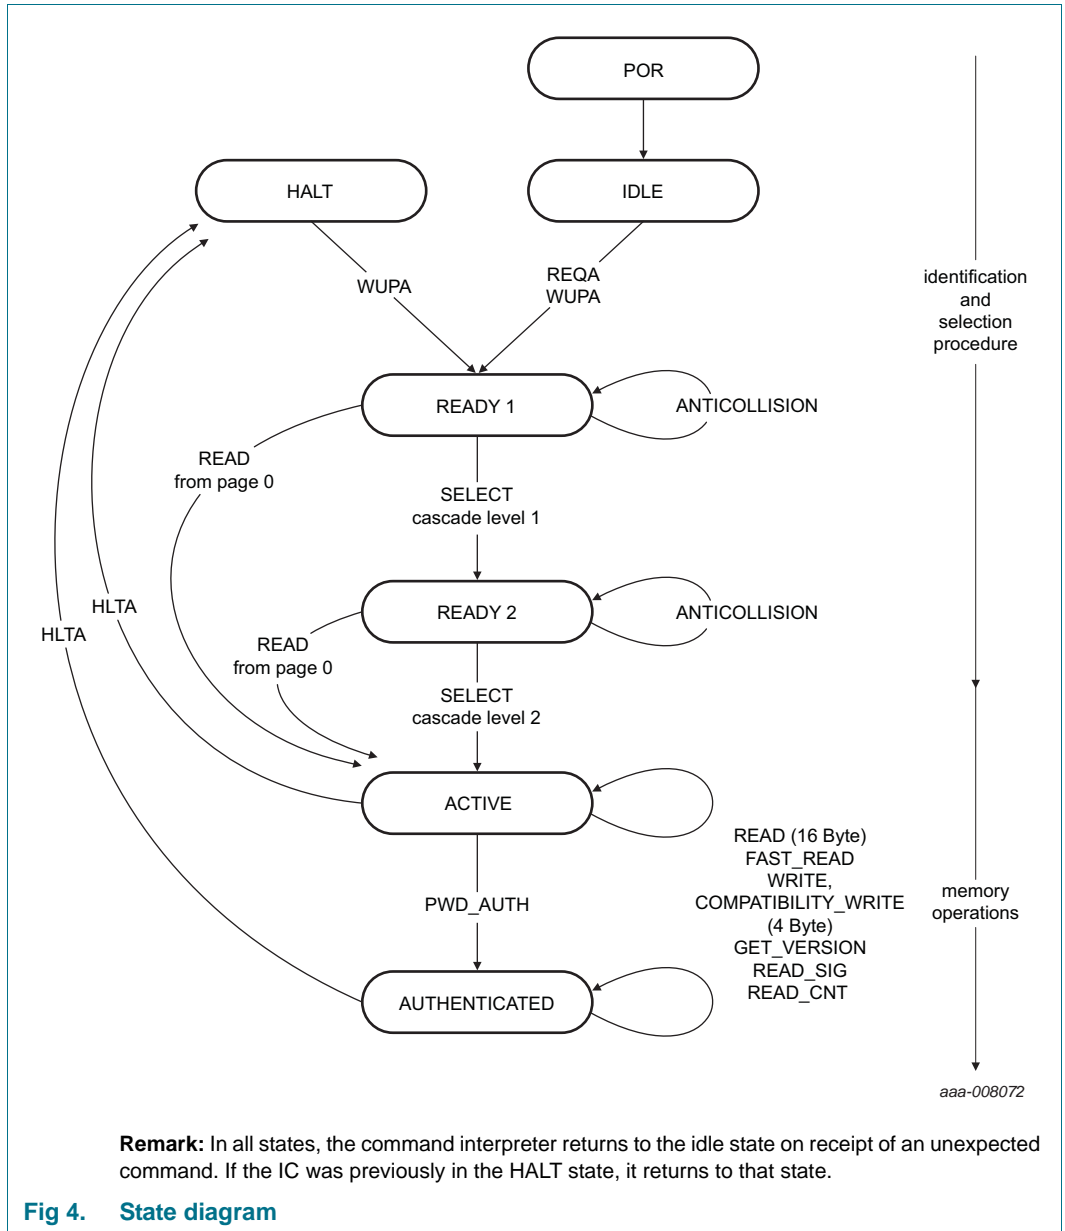 POR
HALT
IDLE
WUPA
REQA
WUPA
identification
and
selection
procedure
READY 1
ANTICOLLISION
READ
from page 0
SELECT
cascade level 1
HLTA
HLTA
READY 2
ANTICOLLISION
READ
from page 0
SELECT
cascade level 2
ACTIVE
READ (16 Byte)
FAST_READ
WRITE,
COMPATIBILITY_WRITE
(4 Byte)
GET_VERSION
READ_SIG
READ_CNT
memory
operations
PWD_AUTH
AUTHENTICATED
aaa-008072
Remark: In all states, the command interpreter returns to the idle state on receipt of an unexpected
command. If the IC was previously in the HALT state, it returns to that state.
Fig 4. State diagram